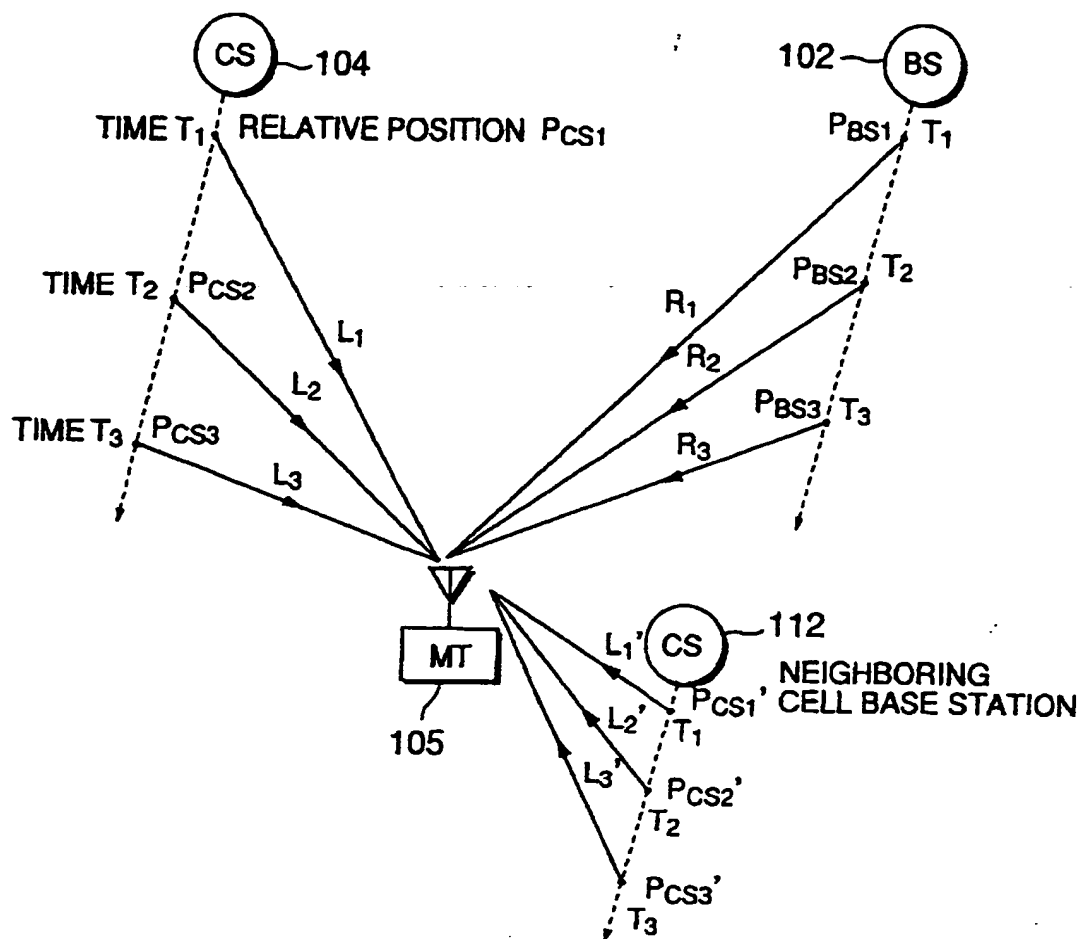 CS
104
102
BS
TIME T₁
RELATIVE POSITION PCS1
PBS1
T₁
TIME T₂
PCS2
PBS2
T₂
L₁
R₁
L₂
R₂
TIME T₃
PCS3
PBS3
T₃
L₃
R₃
MT
105
CS
112
NEIGHBORING
CELL BASE STATION
L₁'
PCS1'
T₁
L₂'
L₃'
PCS2'
T₂
PCS3'
T₃